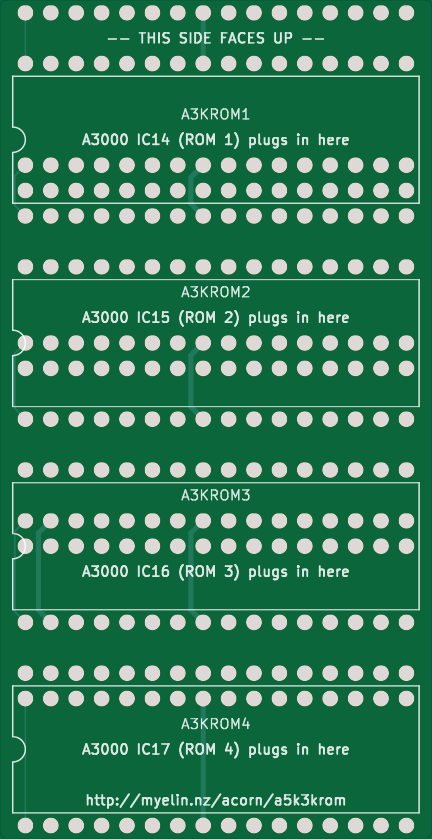 -- THIS SIDE FACES UP --
A3KROM1
A3000 IC14 (ROM 1) plugs in here
A3KROM2
A3000 IC15 (ROM 2) plugs in here
A3KROM3
A3000 IC16 (ROM 3) plugs in here
A3KROM4
A3000 IC17 (ROM 4) plugs in here
http://myelin.nz/acorn/a5k3krom